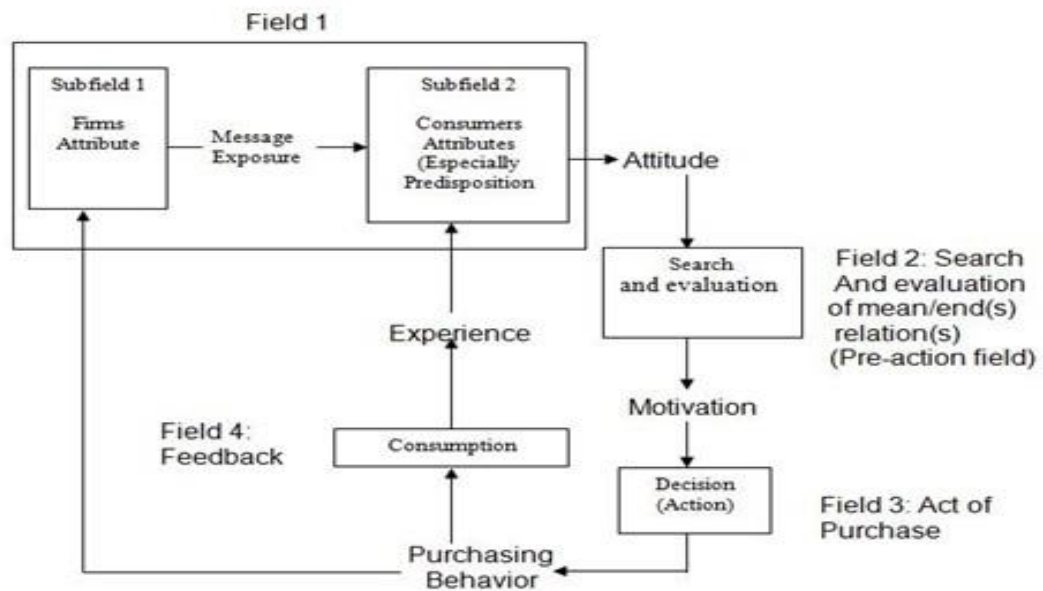 Field 1
Subfield 1
Firms
Attribute
Message
Exposure
Subfield 2
Consumers
Attributes
(Especially
Predisposition
Attitude
Search
and evaluation
Field 2: Search
And evaluation
of mean/end(s)
relation(s)
(Pre-action field)
Motivation
Decision
(Action)
Field 3: Act of
Purchase
Purchasing
Behavior
Field 4:
Feedback
Consumption
Experience